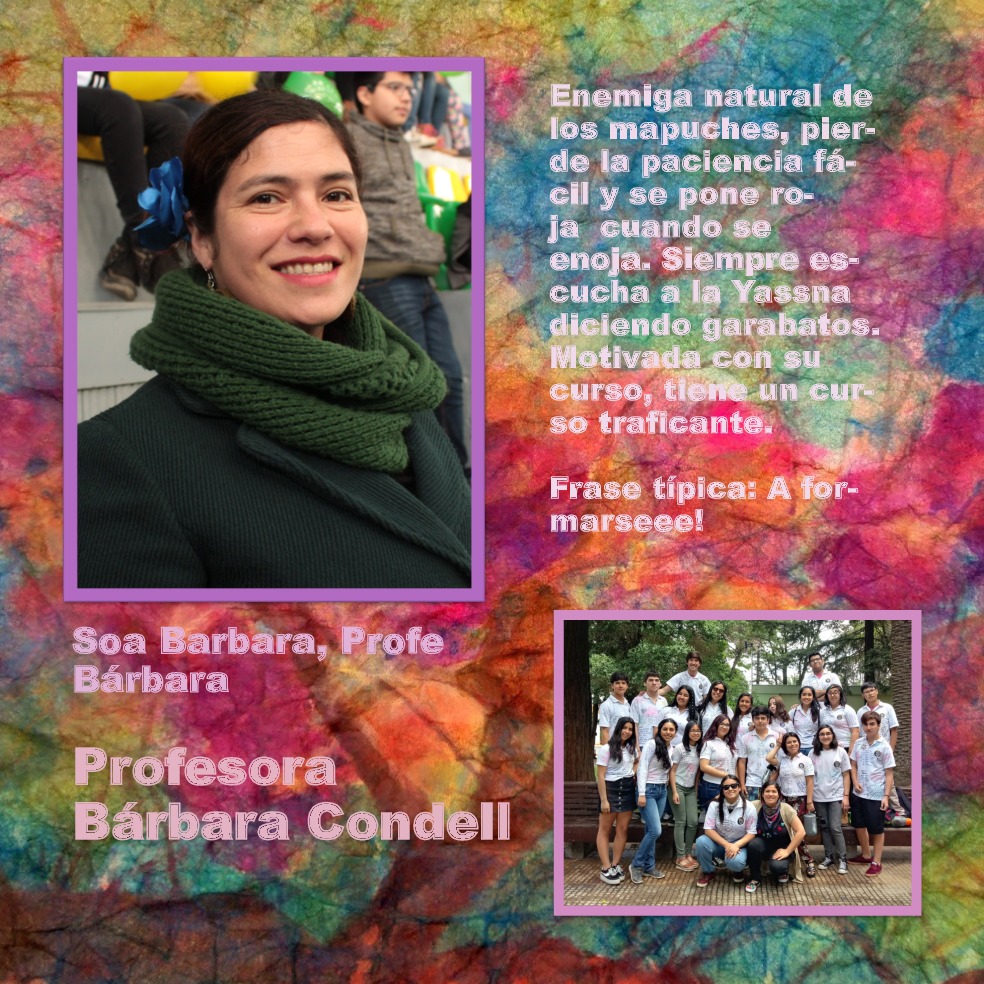 Enemiga natural de
los mapuches, pier-
de la paciencia fá-
cil y se pone ro-
ja  cuando se
enoja. Siempre es-
cucha a la Yassna
diciendo garabatos.
Motivada con su
curso, tiene un cur-
so traficante.
Frase típica: A for-
marseee!
Soa Barbara, Profe
Bárbara
Profesora
Bárbara Condell